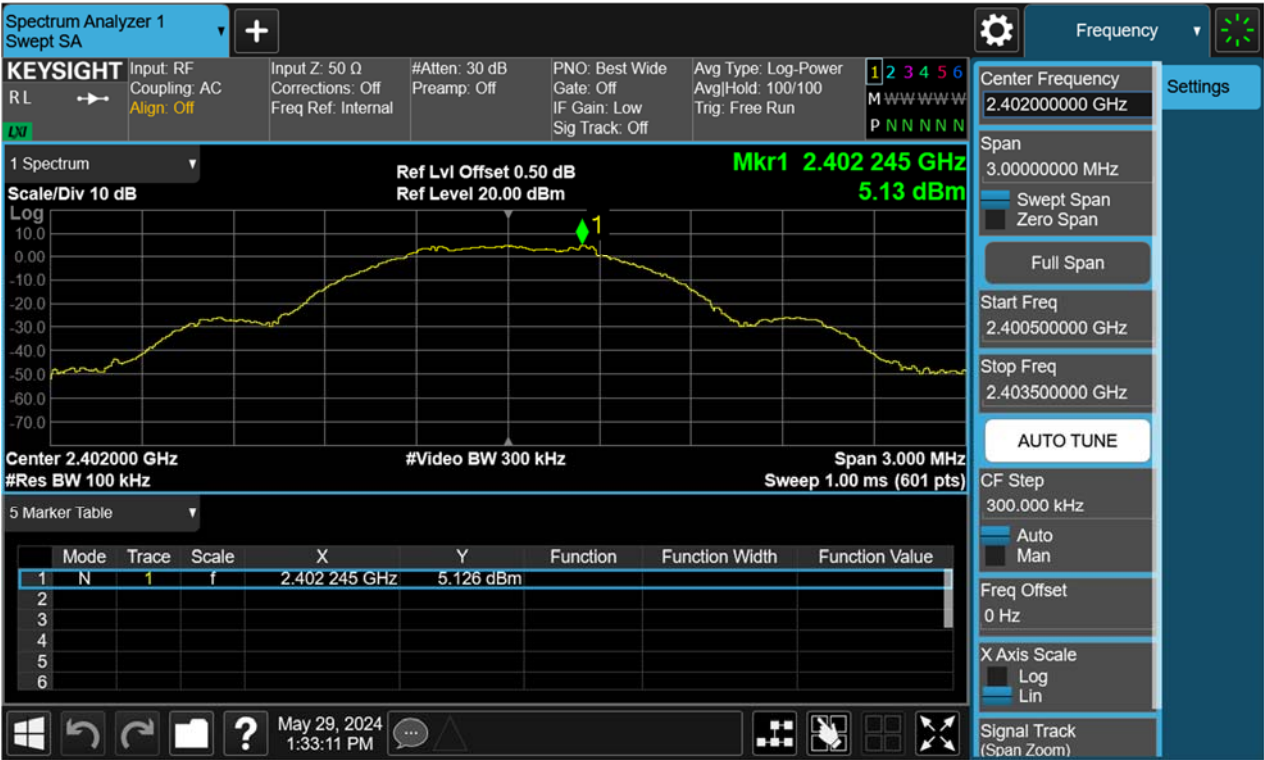 Spectrum Analyzer 1
Swept SA
+
Frequency
KEYSIGHT
RL
LXI
Input: RF
Coupling: AC
Align: Off
Input Z: 50 Ω
Corrections: Off
Freq Ref: Internal
#Atten: 30 dB
Preamp: Off
PNO: Best Wide
Gate: Off
IF Gain: Low
Sig Track: Off
Avg Type: Log-Power
Avg|Hold: 100/100
Trig: Free Run
1 2 3 4 5 6
M W W W W W
P N N N N N
1 Spectrum
Scale/Div 10 dB
Ref Lvl Offset 0.50 dB
Ref Level 20.00 dBm
Mkr1 2.402 245 GHz
5.13 dBm
Log
1
10.0
0.00
-10.0
-20.0
-30.0
-40.0
-50.0
-60.0
-70.0
Center 2.402000 GHz
#Video BW 300 kHz
Span 3.000 MHz
#Res BW 100 kHz
Sweep 1.00 ms (601 pts)
5 Marker Table
Mode Trace Scale X Y Function Function Width Function Value
1 N 1 f 2.402 245 GHz 5.126 dBm
2
3
4
5
6
?
May 29, 2024
1:33:11 PM
Center Frequency
2.402000000 GHz
Settings
Span
3.00000000 MHz
Swept Span
Zero Span
Full Span
Start Freq
2.400500000 GHz
Stop Freq
2.403500000 GHz
AUTO TUNE
CF Step
300.000 kHz
Auto
Man
Freq Offset
0 Hz
X Axis Scale
Log
Lin
Signal Track
(Span Zoom)